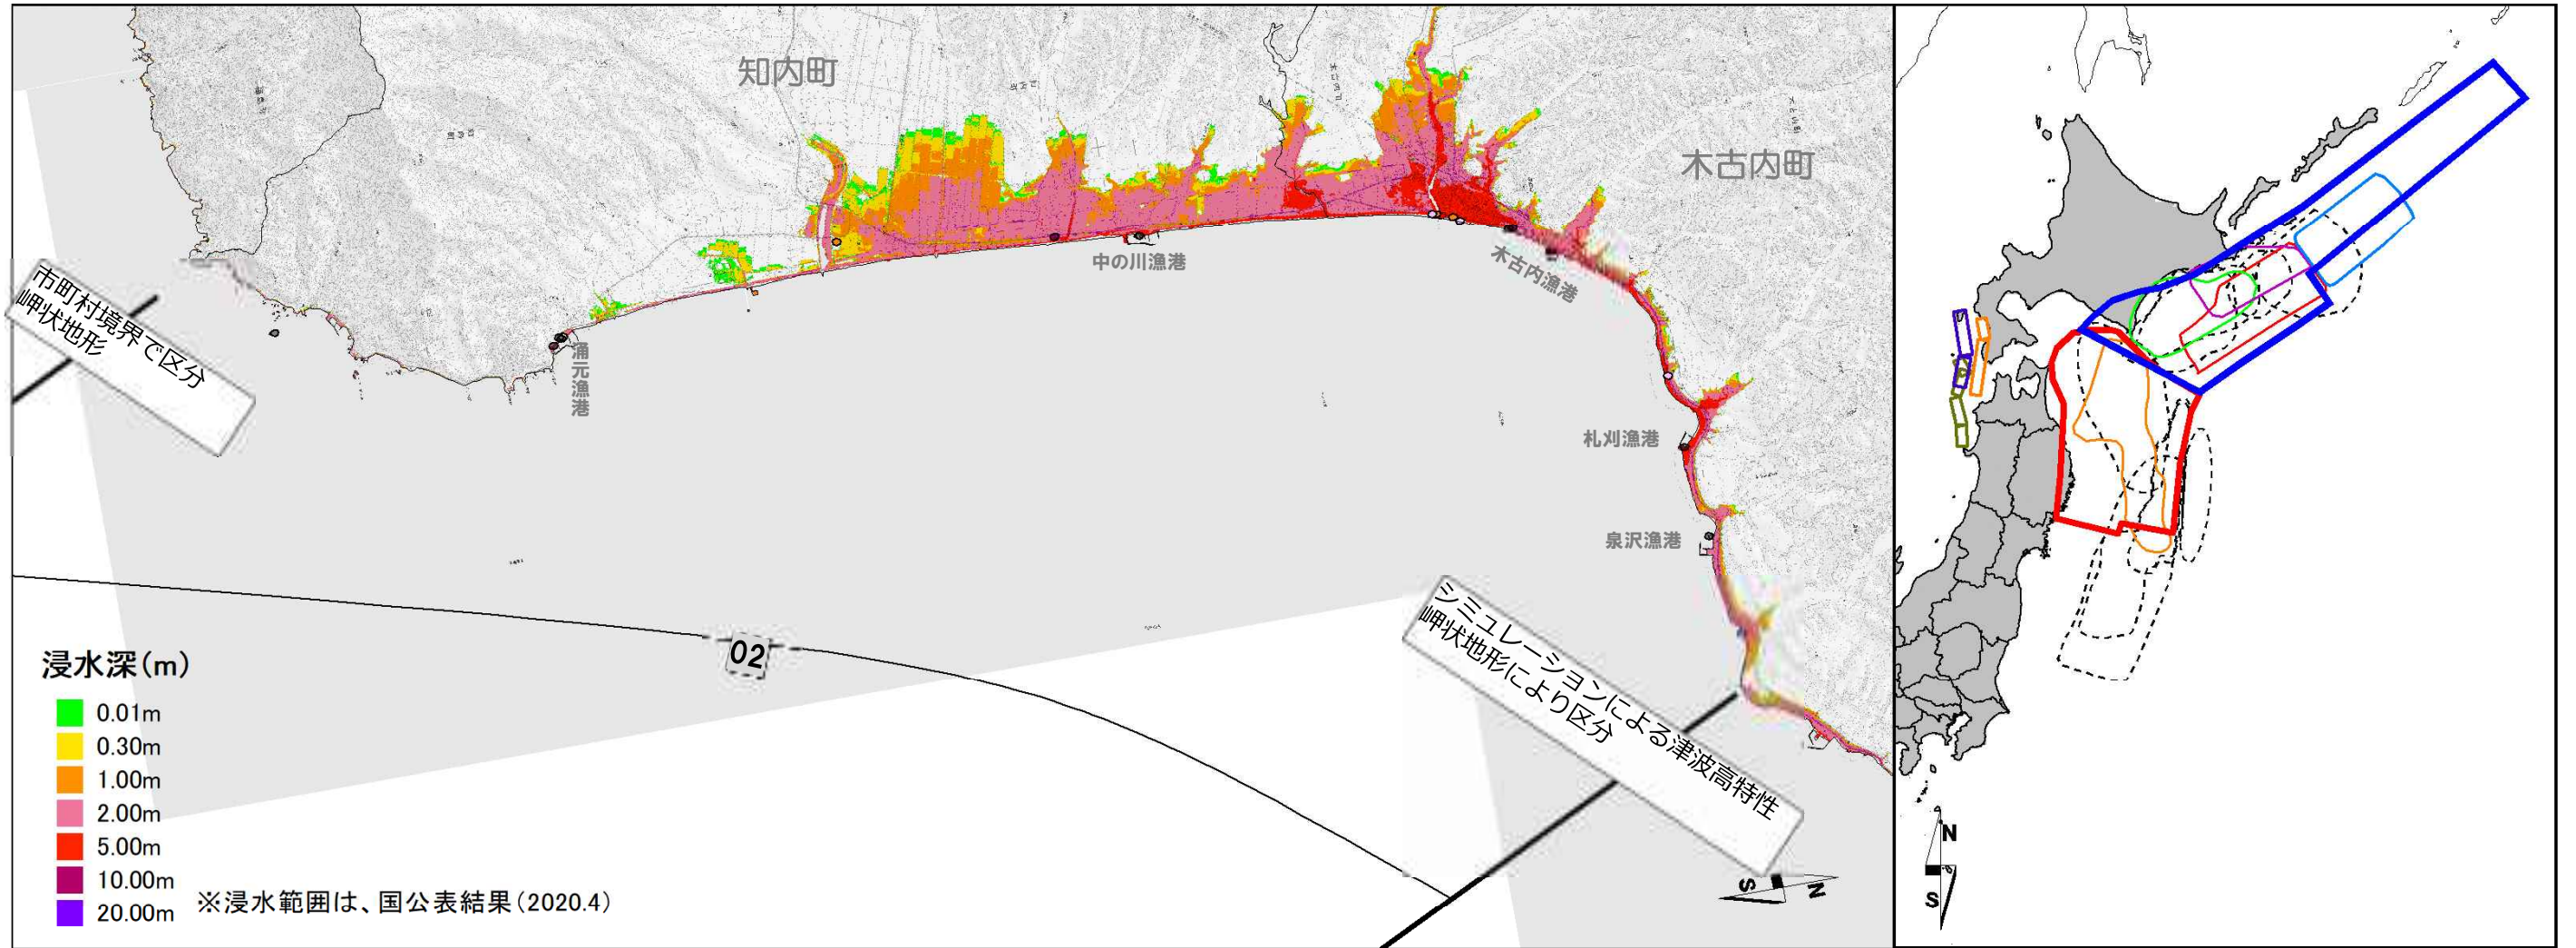 知内町
木古内町
中の川漁港
木古内漁港
市町村境界で区分
岬状地形
涌元漁港
札刈漁港
泉沢漁港
シミュレーションによる津波高特性
岬状地形により区分
02
浸水深(m)
0.01m
0.30m
1.00m
2.00m
5.00m
10.00m
20.00m
※浸水範囲は、国公表結果(2020.4)
S N
N
S